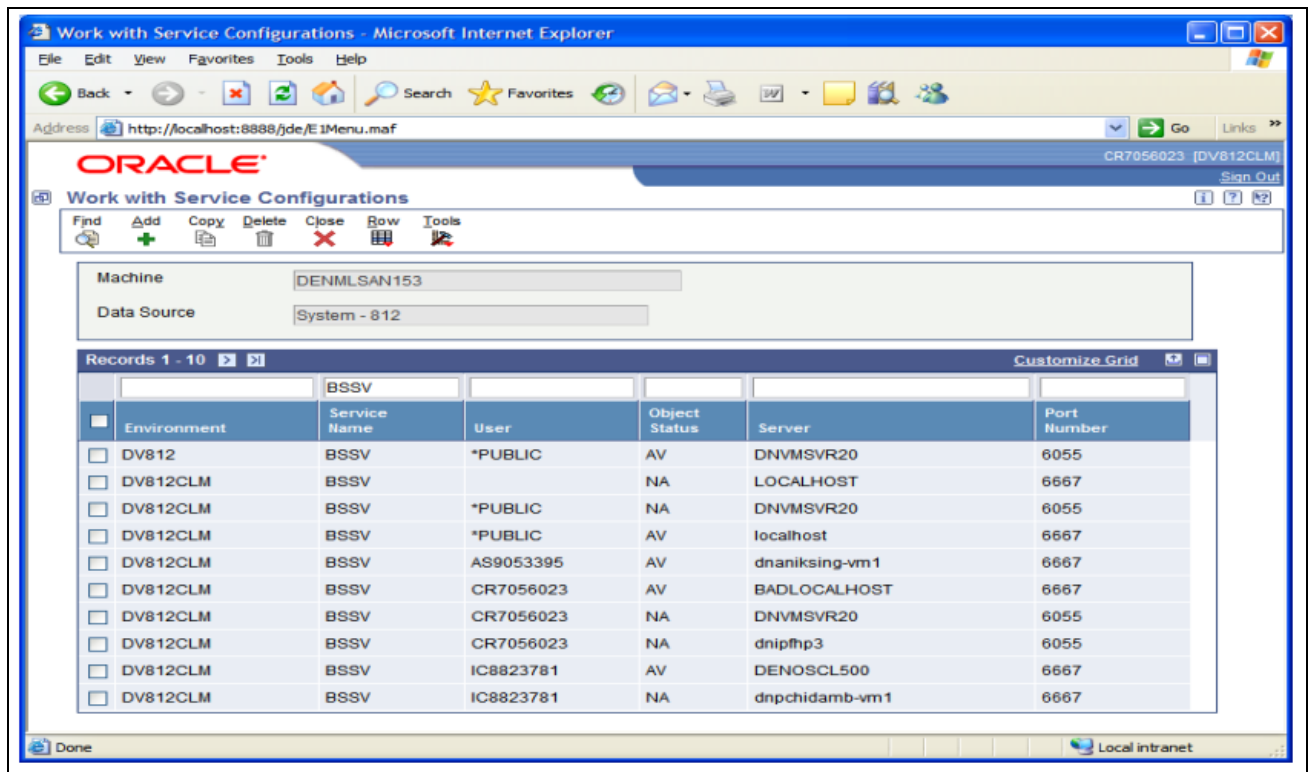 Work with Service Configurations - Microsoft Internet Explorer
File Edit View Favorites Tools Help
Back Search Favorites
Address http://localhost:8888/jde/E1Menu.maf Go Links »
ORACLE
CR7056023 [DV812CLM]
Sign Out
Work with Service Configurations
Find Add Copy Delete Close Row Tools
Machine DENMLSAN153
Data Source System - 812
Records 1 - 10 Customize Grid
BSSV
Environment Service Name User Object Status Server Port Number
DV812 BSSV *PUBLIC AV DNVMSVR20 6055
DV812CLM BSSV NA LOCALHOST 6667
DV812CLM BSSV *PUBLIC NA DNVMSVR20 6055
DV812CLM BSSV *PUBLIC AV localhost 6667
DV812CLM BSSV AS9053395 AV dnaniksing-vm1 6667
DV812CLM BSSV CR7056023 AV BADLOCALHOST 6667
DV812CLM BSSV CR7056023 NA DNVMSVR20 6055
DV812CLM BSSV CR7056023 NA dnipfhp3 6055
DV812CLM BSSV IC8823781 AV DENOSCL500 6667
DV812CLM BSSV IC8823781 NA dnpchidamb-vm1 6667
Done Local intranet